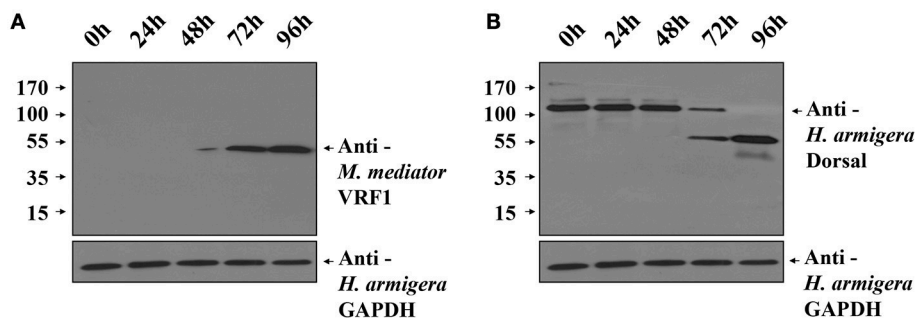 A
0h 24h 48h 72h 96h
170
100
55
35
15
Anti -
M. mediator
VRF1
Anti -
H. armigera
GAPDH
B
0h 24h 48h 72h 96h
170
100
55
35
15
Anti -
H. armigera
Dorsal
Anti -
H. armigera
GAPDH